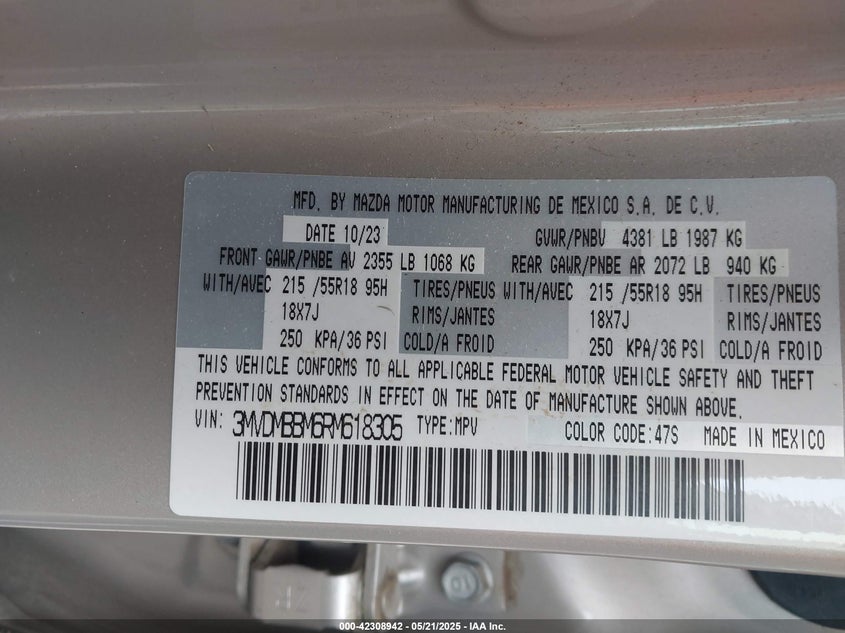 MFD. BY MAZDA MOTOR MANUFACTURING DE MEXICO S.A. DE C.V.
DATE 10/23 GVWR/PNBV 4381 LB 1987 KG
FRONT GAWR/PNBE AV 2355 LB 1068 KG REAR GAWR/PNBE AR 2072 LB 940 KG
WITH/AVEC 215 /55R18 95H TIRES/PNEUS WITH/AVEC 215 /55R18 95H TIRES/PNEUS
18X7J RIMS/JANTES 18X7J RIMS/JANTES
250 KPA/36 PSI COLD/A FROID 250 KPA/36 PSI COLD/A FROID
THIS VEHICLE CONFORMS TO ALL APPLICABLE FEDERAL MOTOR VEHICLE SAFETY AND THEFT
PREVENTION STANDARDS IN EFFECT ON THE DATE OF MANUFACTURE SHOWN ABOVE.
VIN: 3MVDMBBM6RM618305 TYPE:MPV COLOR CODE:47S MADE IN MEXICO
000-42308942 - 05/21/2025 - IAA Inc.